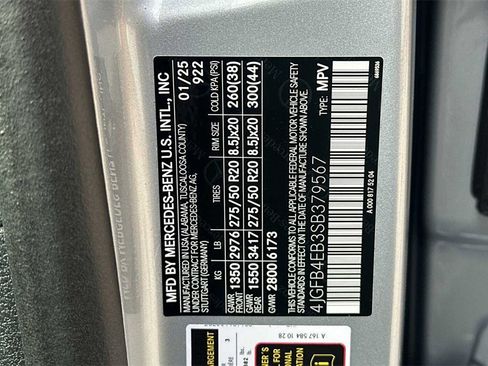 MFD BY MERCEDES-BENZ U.S. INTL., INC
MANUFACTURED IN USA (ALABAMA, TUSCALOOSA COUNTY) 01/25
UNDER CONTRACT FOR MERCEDES-BENZ AG, 922
STUTTGART (GERMANY)
KG LB TIRE SIZE RIM SIZE COLD KPA(PSI)
GAWR FRONT 1350 2976 275/50 R20 8.5Jx20 260(38)
GAWR REAR 1550 3417 275/50 R20 8.5Jx20 300(44)
GVWR 2800 6173
THIS VEHICLE CONFORMS TO ALL APPLICABLE FEDERAL MOTOR VEHICLE SAFETY
STANDARDS IN EFFECT ON THE DATE OF MANUFACTURE SHOWN ABOVE.
4JGFB4EB3SB379567 TYPE: MPV
A 000 817 52 04
A 167 584 10 28